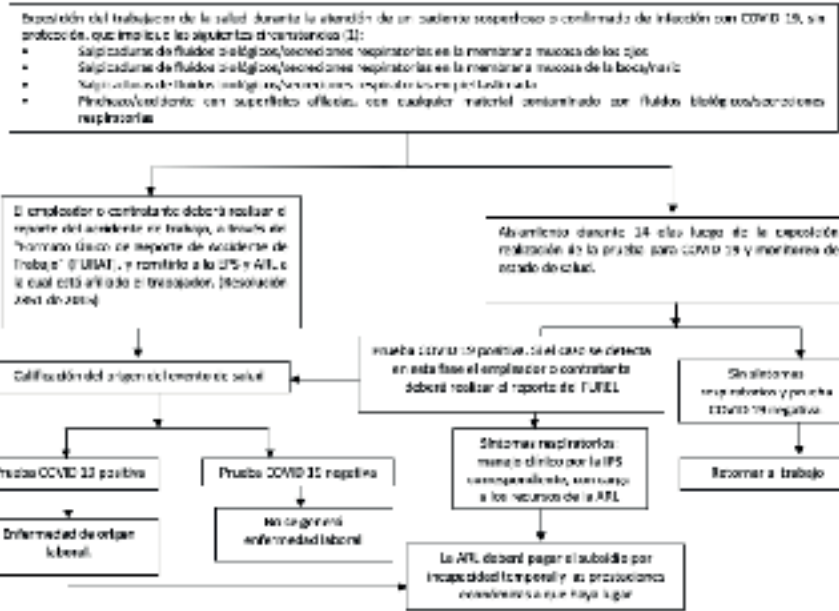 Exposición del trabajador de la salud durante la atención de un paciente sospechoso o confirmado de infección con COVID 19, sin
protección, que implique las siguientes circunstancias (1):
• Salpicaduras de fluidos biológicos/secreciones respiratorias en la membrana mucosa de los ojos
• Salpicaduras de fluidos biológicos/secreciones respiratorias en la membrana mucosa de la boca/nariz
• Salpicaduras de fluidos biológicos/secreciones respiratorias en piel lesionada
• Pinchazo/accidente con superficies afiladas, con cualquier material contaminado por fluidos biológicos/secreciones
respiratorias
El empleador o contratante deberá realizar el
reporte del accidente de trabajo, a través del
"Formato Único de Reporte de Accidente de
Trabajo" (FURAT), y remitirlo a la EPS y ARL a
la cual está afiliado el trabajador. (Resolución
de 2015)
Aislamiento durante 14 días luego de la exposición
realización de la prueba para COVID 19 y monitoreo de
estado de salud.
Calificación del origen del evento de salud
Prueba COVID 19 positiva. Si el caso se detecta
en esta fase el empleador o contratante
deberá realizar el reporte de FUREL
Sin síntomas
respiratorios y prueba
COVID 19 negativa
Prueba COVID 19 positiva
Prueba COVID 19 negativa
Síntomas respiratorios:
manejo clínico por la IPS
correspondiente, con cargo
a los recursos de la ARL
Retornar a trabajo
Enfermedad de origen
laboral.
No se generó
enfermedad laboral
La ARL deberá pagar el subsidio por
incapacidad temporal y las prestaciones
económicas a que haya lugar